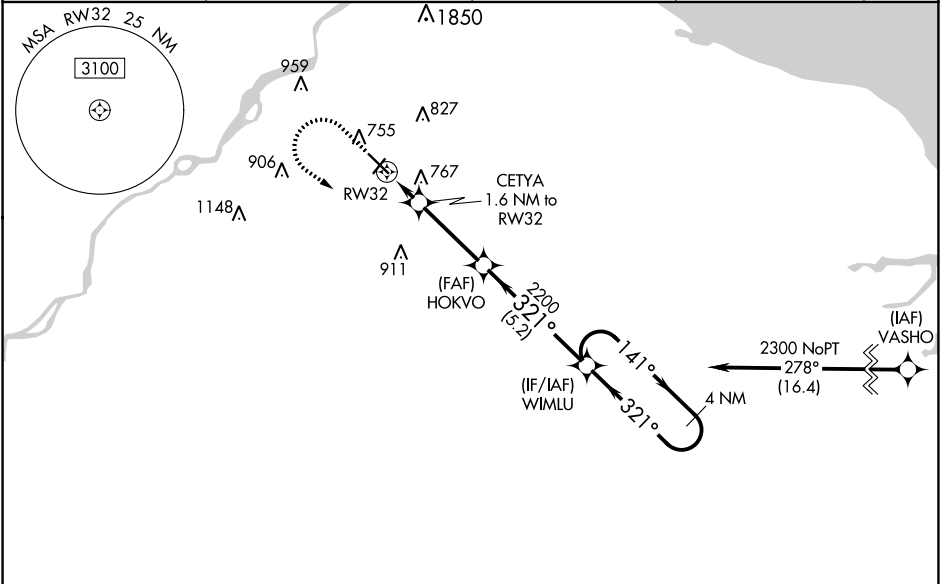 MSA RW32 25 NM
3100
1850
959
827
755
906
767
RW32
CETYA
1.6 NM to
RW32
1148
911
(FAF)
HOKVO
2200
321°
(5.2)
(IF/IAF)
WIMLU
141°
321°
4 NM
2300 NoPT
278°
(16.4)
(IAF)
VASHO